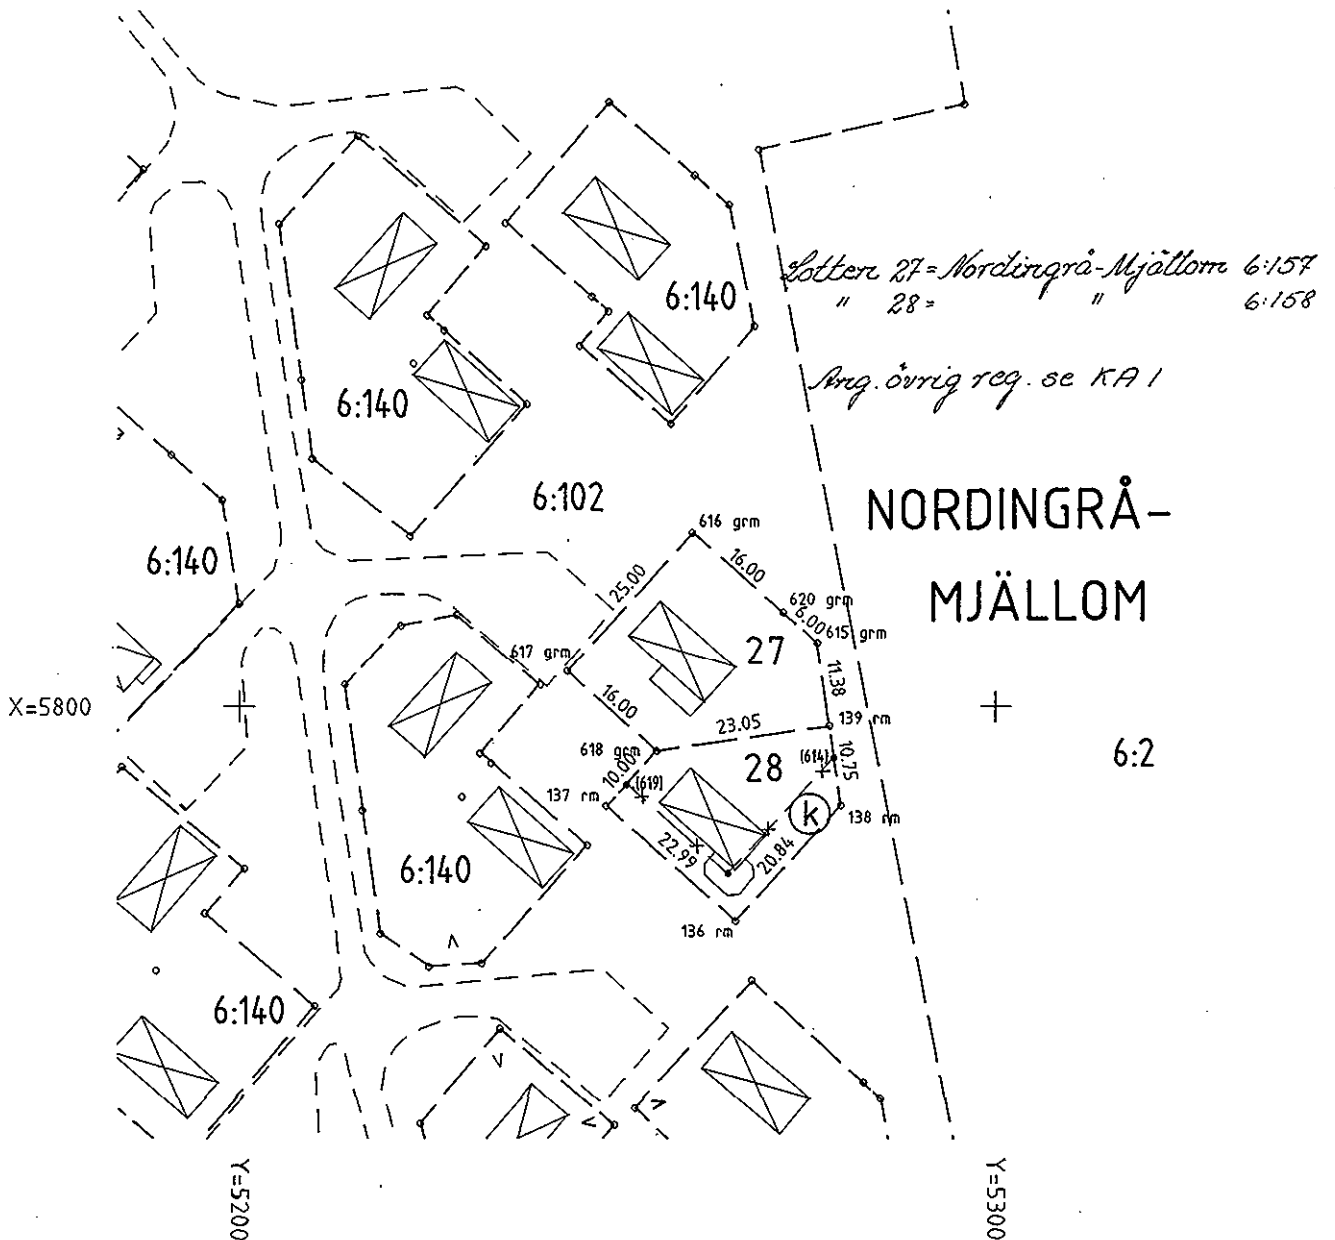 Lotten 27 = Nordingrå-Mjällom 6:157
" 28 = " 6:158
6:140
Ang. övrig reg. se KA 1
6:140
6:102
NORDINGRÅ-
MJÄLLOM
616 grm
6:140
16.00
25.00
620 grm
6.00
615 grm
27
617 grm
11.38
X=5800
16.00
23.05
139 rm
618 grm
28
(614)
10.75
6:2
10.00
(619)
137 rm
k
138 rm
22.99
20.84
6:140
136 rm
6:140
Y=5200
Y=5300